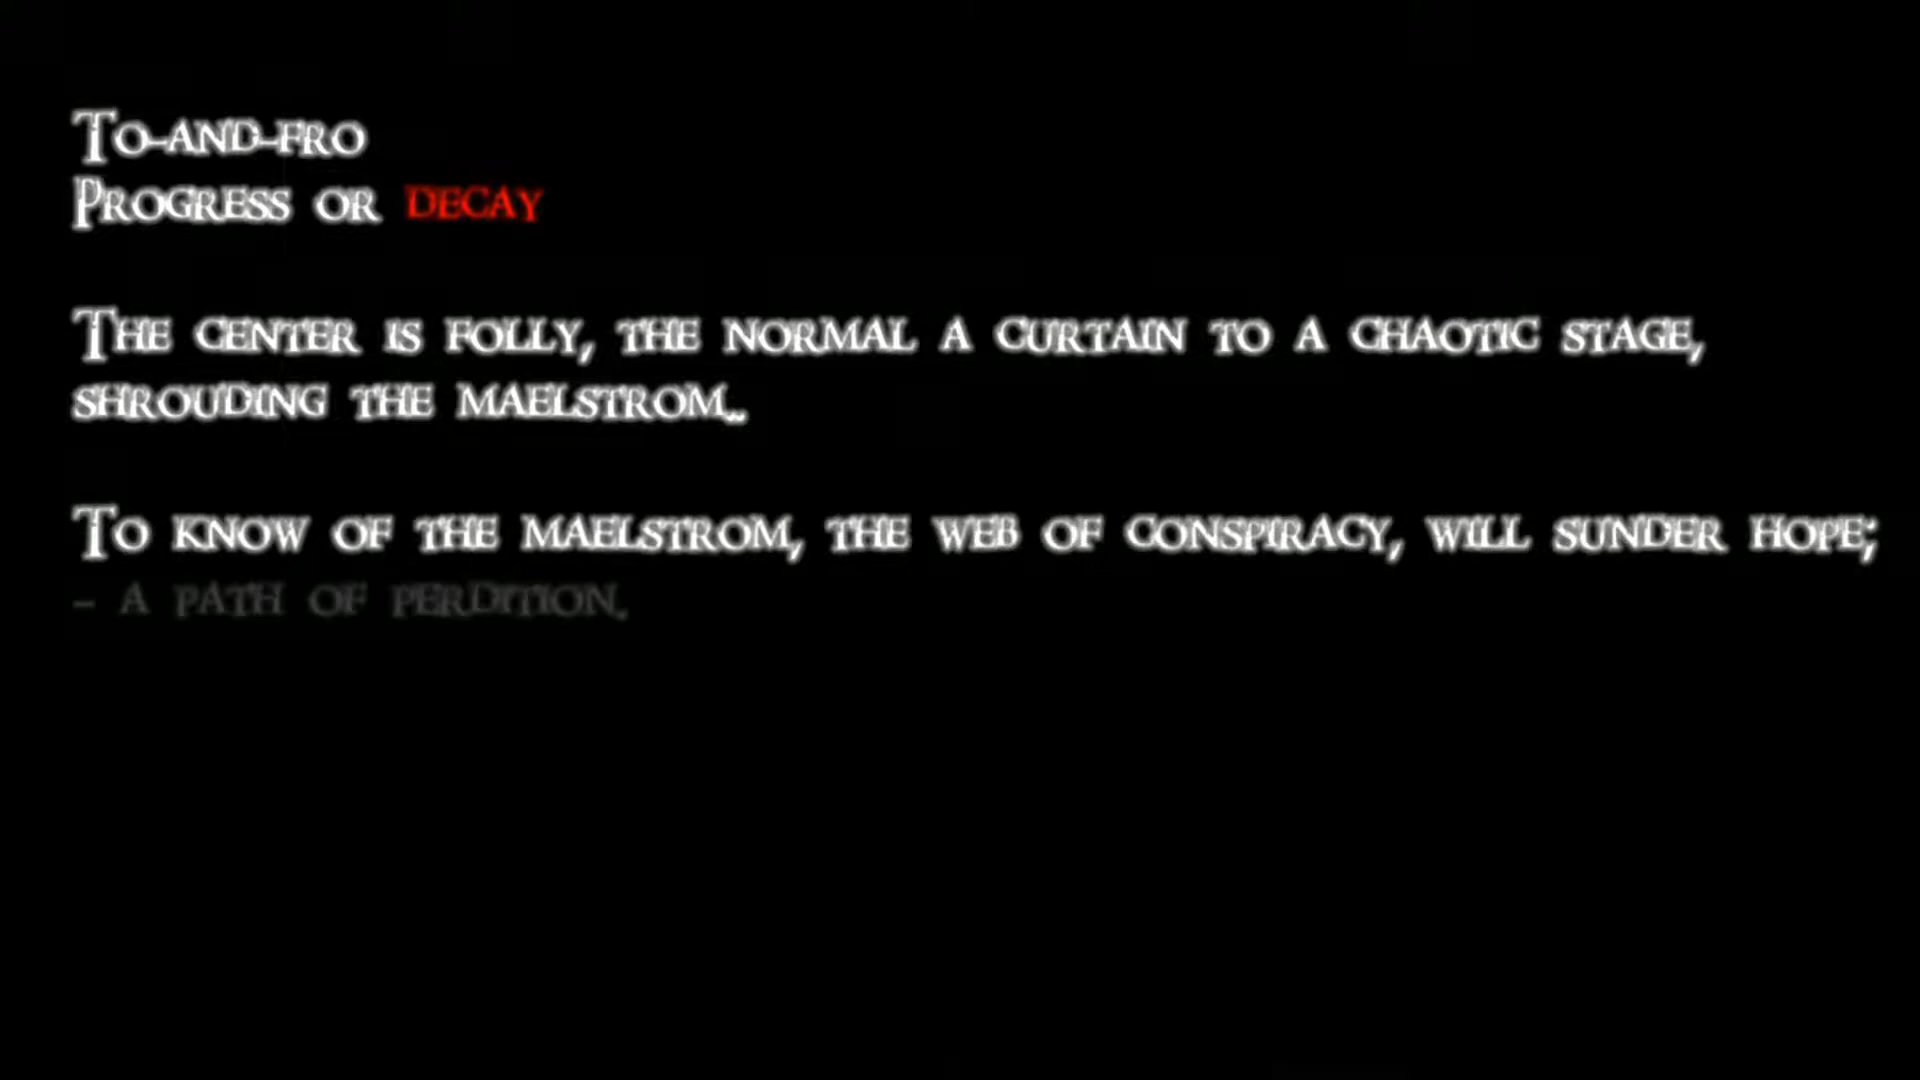 To-and-fro
Progress or decay
The center is folly, the normal a curtain to a chaotic stage,
shrouding the maelstrom..
To know of the maelstrom, the web of conspiracy, will sunder hope;
- a path of perdition.